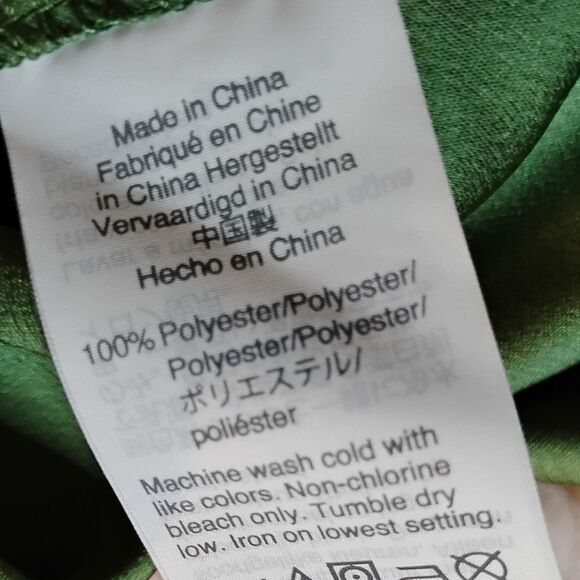 Made in China
Fabriqué en Chine
in China Hergestellt
Vervaardigd in China
中国製
Hecho en China
100% Polyester/Polyester/
Polyester/Polyester/
ポリエステル/
poliéster
Machine wash cold with
like colors. Non-chlorine
bleach only. Tumble dry
low. Iron on lowest setting.